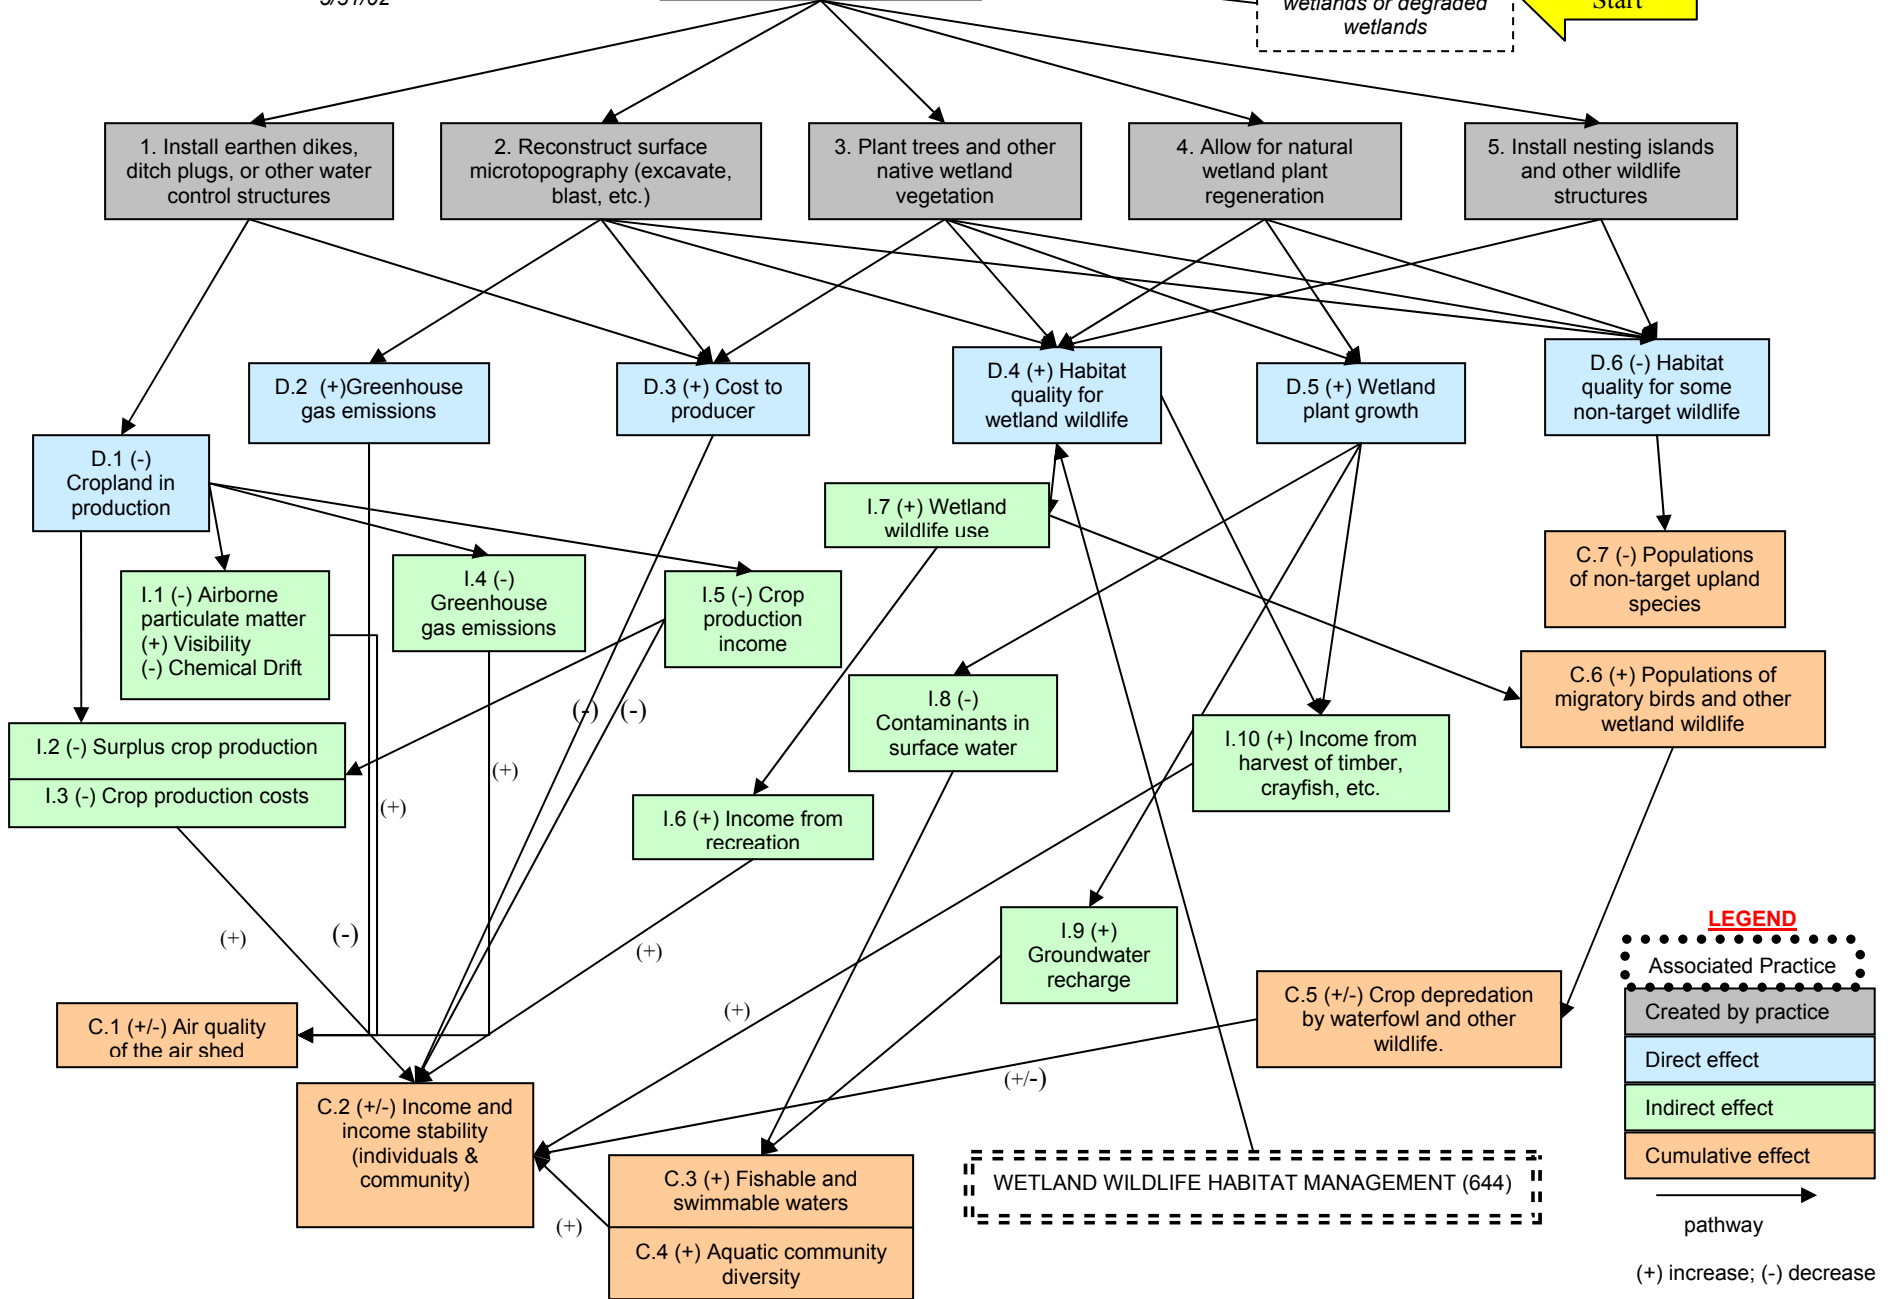 wetlands or degraded
wetlands
Start
1. Install earthen dikes,
ditch plugs, or other water
control structures
2. Reconstruct surface
microtopography (excavate,
blast, etc.)
3. Plant trees and other
native wetland
vegetation
4. Allow for natural
wetland plant
regeneration
5. Install nesting islands
and other wildlife
structures
D.1 (-)
Cropland in
production
D.2 (+)Greenhouse
gas emissions
D.3 (+) Cost to
producer
D.4 (+) Habitat
quality for
wetland wildlife
D.5 (+) Wetland
plant growth
D.6 (-) Habitat
quality for some
non-target wildlife
I.1 (-) Airborne
particulate matter
(+) Visibility
(-) Chemical Drift
I.4 (-)
Greenhouse
gas emissions
I.5 (-) Crop
production
income
I.7 (+) Wetland
wildlife use
C.7 (-) Populations
of non-target upland
species
C.6 (+) Populations of
migratory birds and other
wetland wildlife
I.8 (-)
Contaminants in
surface water
I.10 (+) Income from
harvest of timber,
crayfish, etc.
I.2 (-) Surplus crop production
I.3 (-) Crop production costs
I.6 (+) Income from
recreation
(-)
(-)
(+)
(+)
(+)
(-)
(+)
(+)
(+/-)
(+)
I.9 (+)
Groundwater
recharge
C.5 (+/-) Crop depredation
by waterfowl and other
wildlife.
C.1 (+/-) Air quality
of the air shed
C.2 (+/-) Income and
income stability
(individuals &
community)
C.3 (+) Fishable and
swimmable waters
C.4 (+) Aquatic community
diversity
WETLAND WILDLIFE HABITAT MANAGEMENT (644)
LEGEND
Associated Practice
Created by practice
Direct effect
Indirect effect
Cumulative effect
pathway
(+) increase; (-) decrease